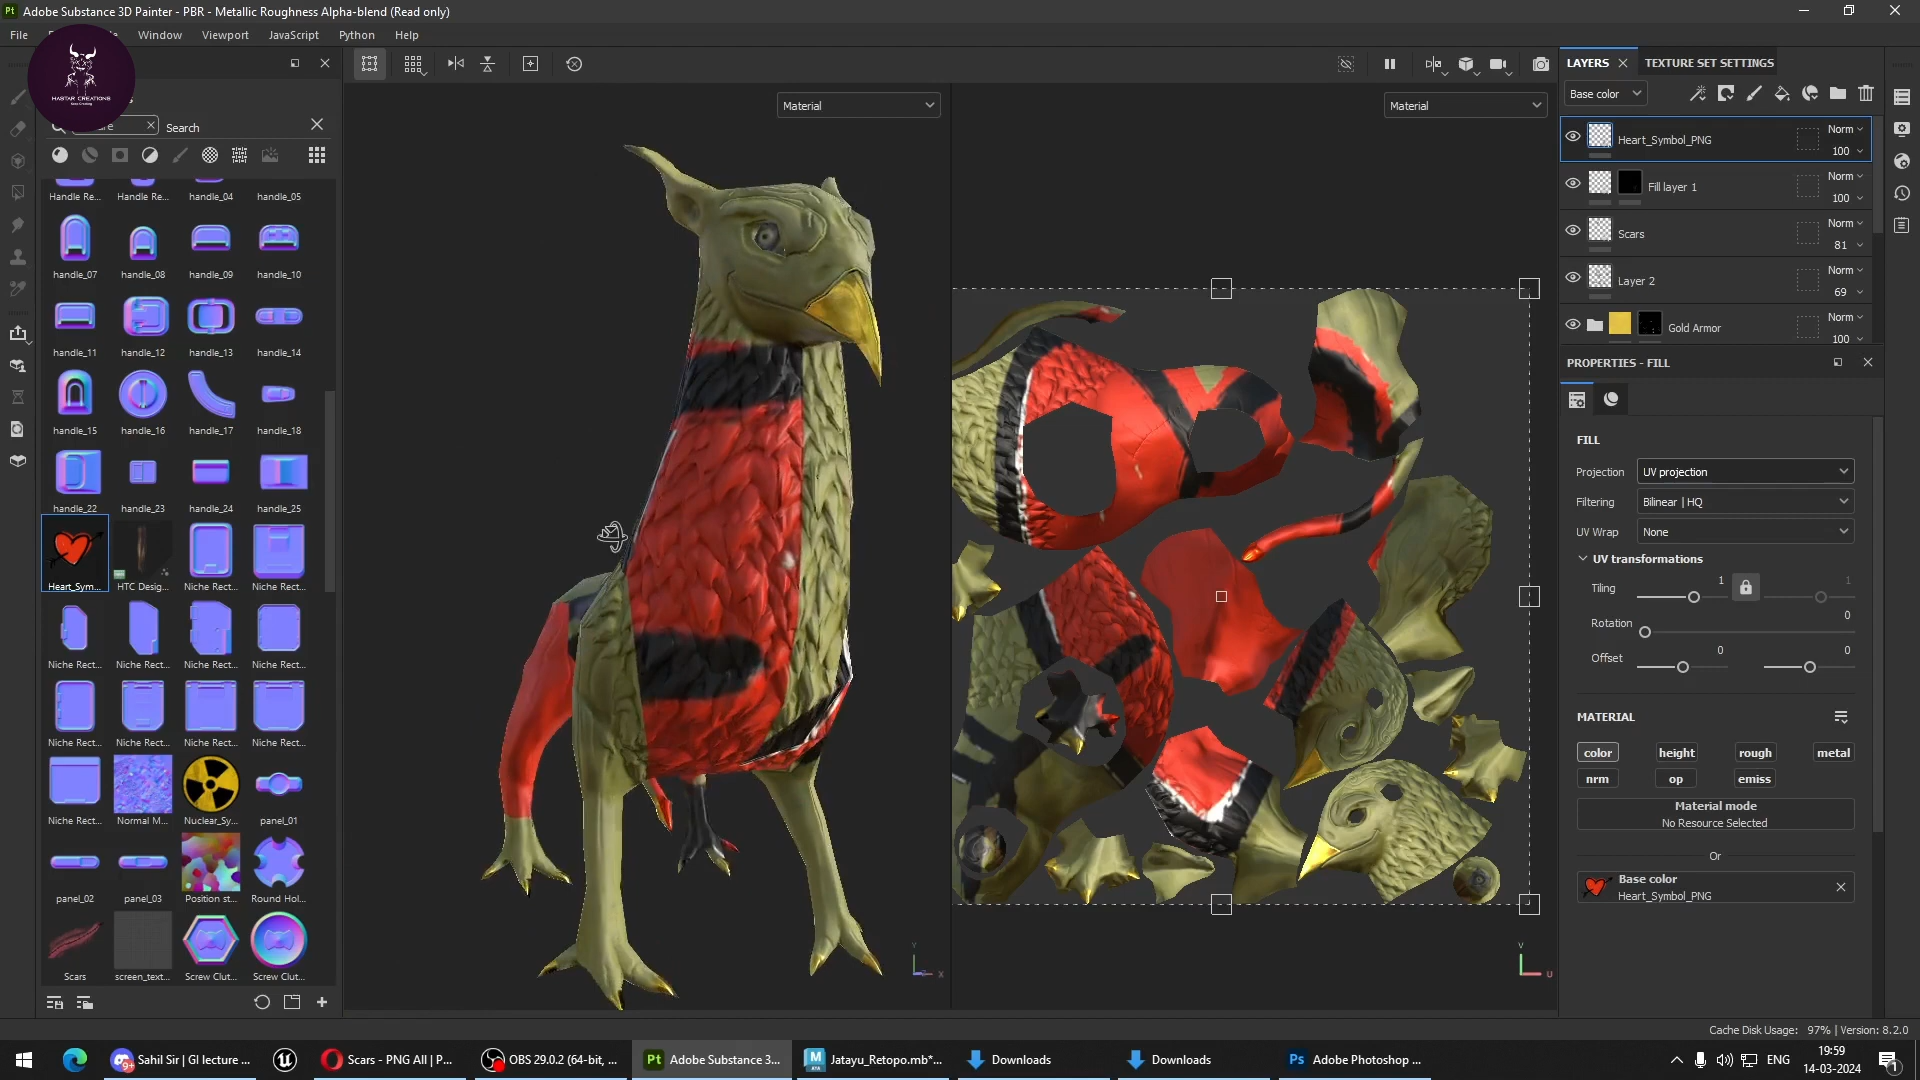 Adobe Substance 3D Painter - PBR - Metallic Roughness Alpha-blend (Read only)
File Window Viewport JavaScript Python Help
HASTAR CREATIONS
Search
Material
Material
LAYERS TEXTURE SET SETTINGS
Base color
Heart_Symbol_PNG Norm 100
Fill layer 1 Norm 100
Scars Norm 81
Layer 2 Norm 69
Gold Armor Norm 100
Handle Re... Handle Re... handle_04 handle_05
handle_07 handle_08 handle_09 handle_10
handle_11 handle_12 handle_13 handle_14
handle_15 handle_16 handle_17 handle_18
handle_22 handle_23 handle_24 handle_25
Heart_Sym... HTC Desig... Niche Rect... Niche Rect...
Niche Rect... Niche Rect... Niche Rect... Niche Rect...
Niche Rect... Niche Rect... Niche Rect... Niche Rect...
Niche Rect... Normal M... Nuclear_Sy... panel_01
panel_02 panel_03 Position st... Round Hol...
Scars screen_text... Screw Clut... Screw Clut...
PROPERTIES - FILL
FILL
Projection UV projection
Filtering Bilinear | HQ
UV Wrap None
UV transformations
Tiling 1 1
Rotation 0
Offset 0 0
MATERIAL
color height rough metal
nrm op emiss
Material mode
No Resource Selected
Or
Base color
Heart_Symbol_PNG
Y X
V U
Cache Disk Usage: 97% | Version: 8.2.0
Sahil Sir | GI lecture ... Scars - PNG All | P... OBS 29.0.2 (64-bit, ... Pt Adobe Substance 3... Jatayu_Retopo.mb*... Downloads Downloads Ps Adobe Photoshop ... ENG 19:59
14-03-2024